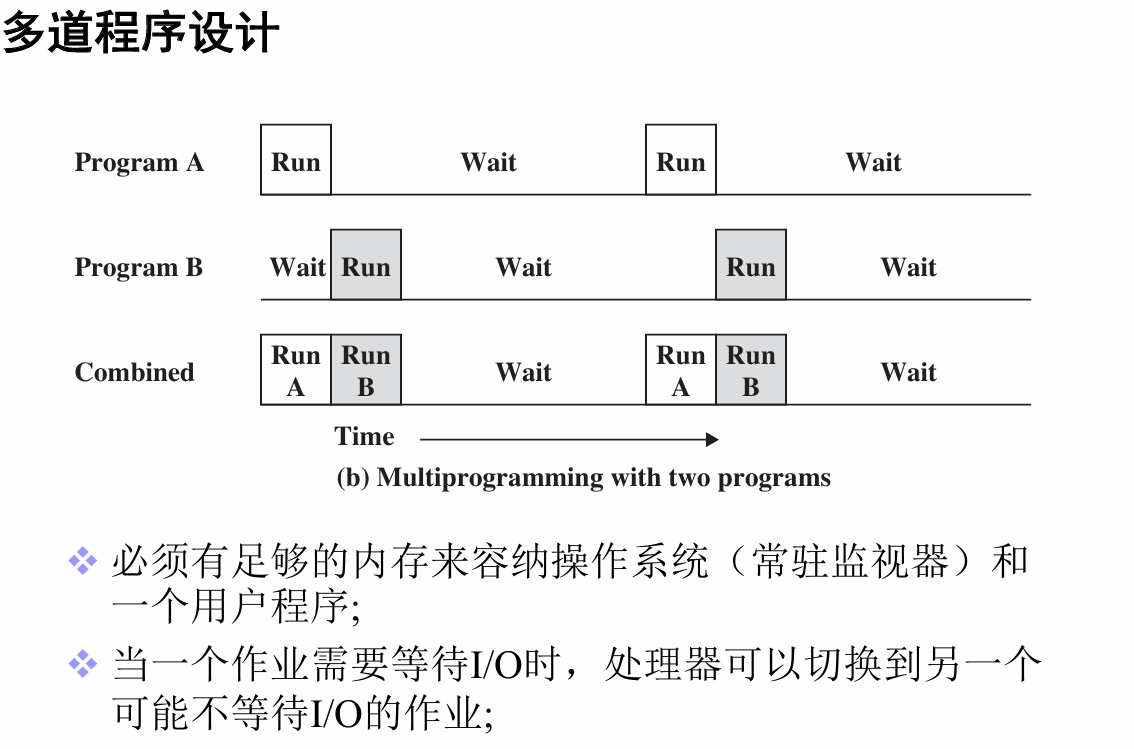 多道程序设计
Program A Run Wait Run Wait
Program B Wait Run Wait Run Wait
Combined Run A Run B Wait Run A Run B Wait
Time
(b) Multiprogramming with two programs
必须有足够的内存来容纳操作系统（常驻监视器）和
一个用户程序;
当一个作业需要等待I/O时，处理器可以切换到另一个
可能不等待I/O的作业;